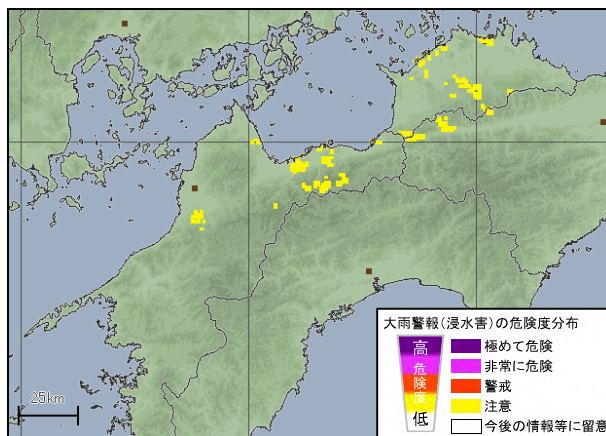 大雨警報(浸水害)の危険度分布
高
危険度
低
極めて危険
非常に危険
警戒
注意
今後の情報等に留意
25km